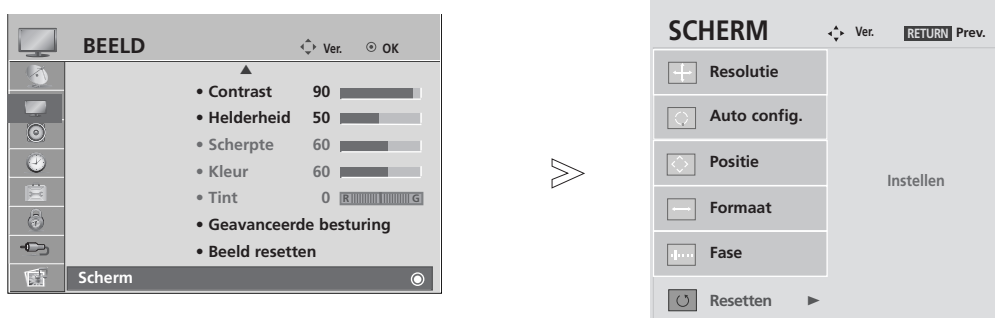 BEELD Ver. OK
• Contrast 90
• Helderheid 50
• Scherpte 60
• Kleur 60
• Tint 0 R G
• Geavanceerde besturing
• Beeld resetten
Scherm
SCHERM Ver. RETURN Prev.
Resolutie
Auto config.
Positie
Instellen
Formaat
Fase
Resetten